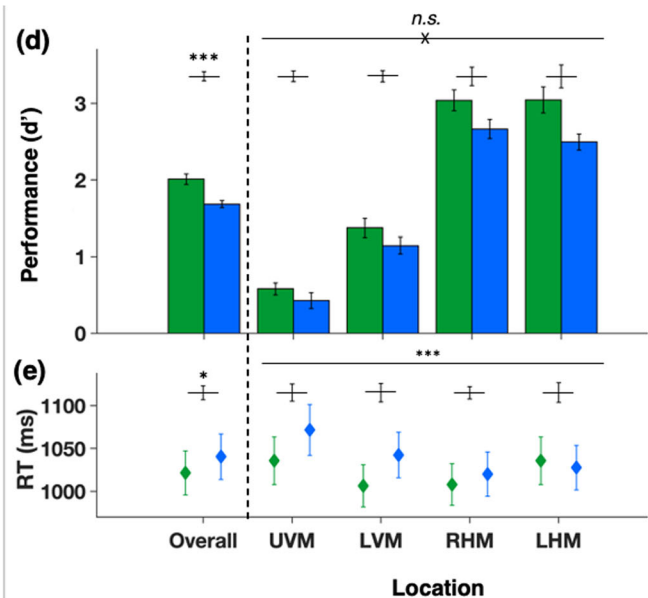 (d)
n.s.
x
***
Performance (d')
3
2
1
0
(e)
***
*
RT (ms)
1100
1050
1000
Overall UVM LVM RHM LHM
Location